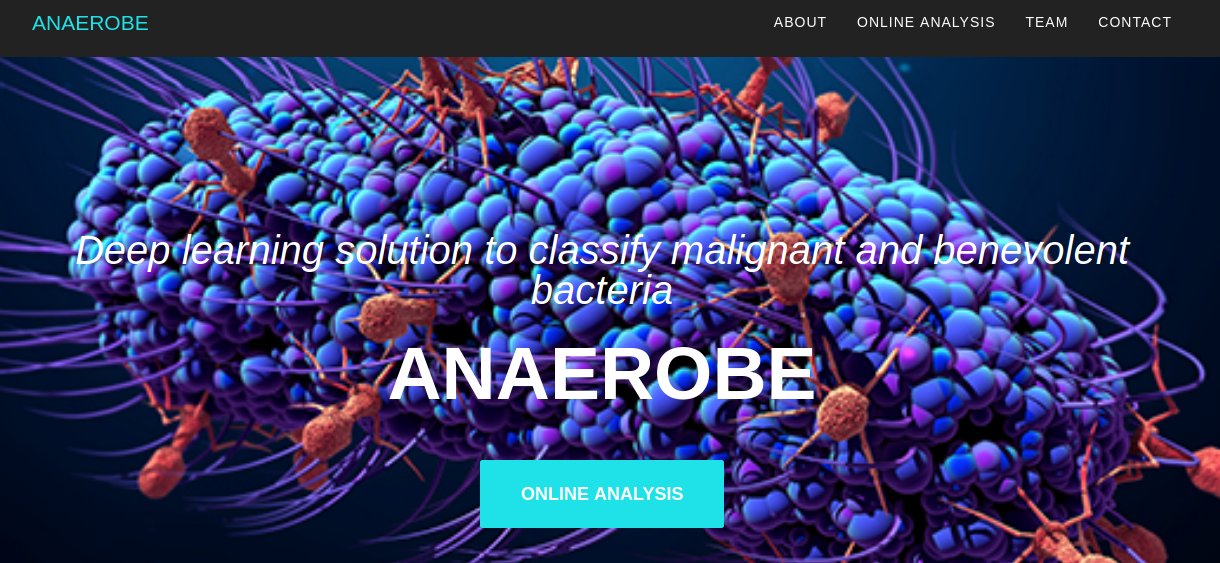 ANAEROBE
ABOUT ONLINE ANALYSIS TEAM CONTACT
Deep learning solution to classify malignant and benevolent
bacteria
ANAEROBE
ONLINE ANALYSIS